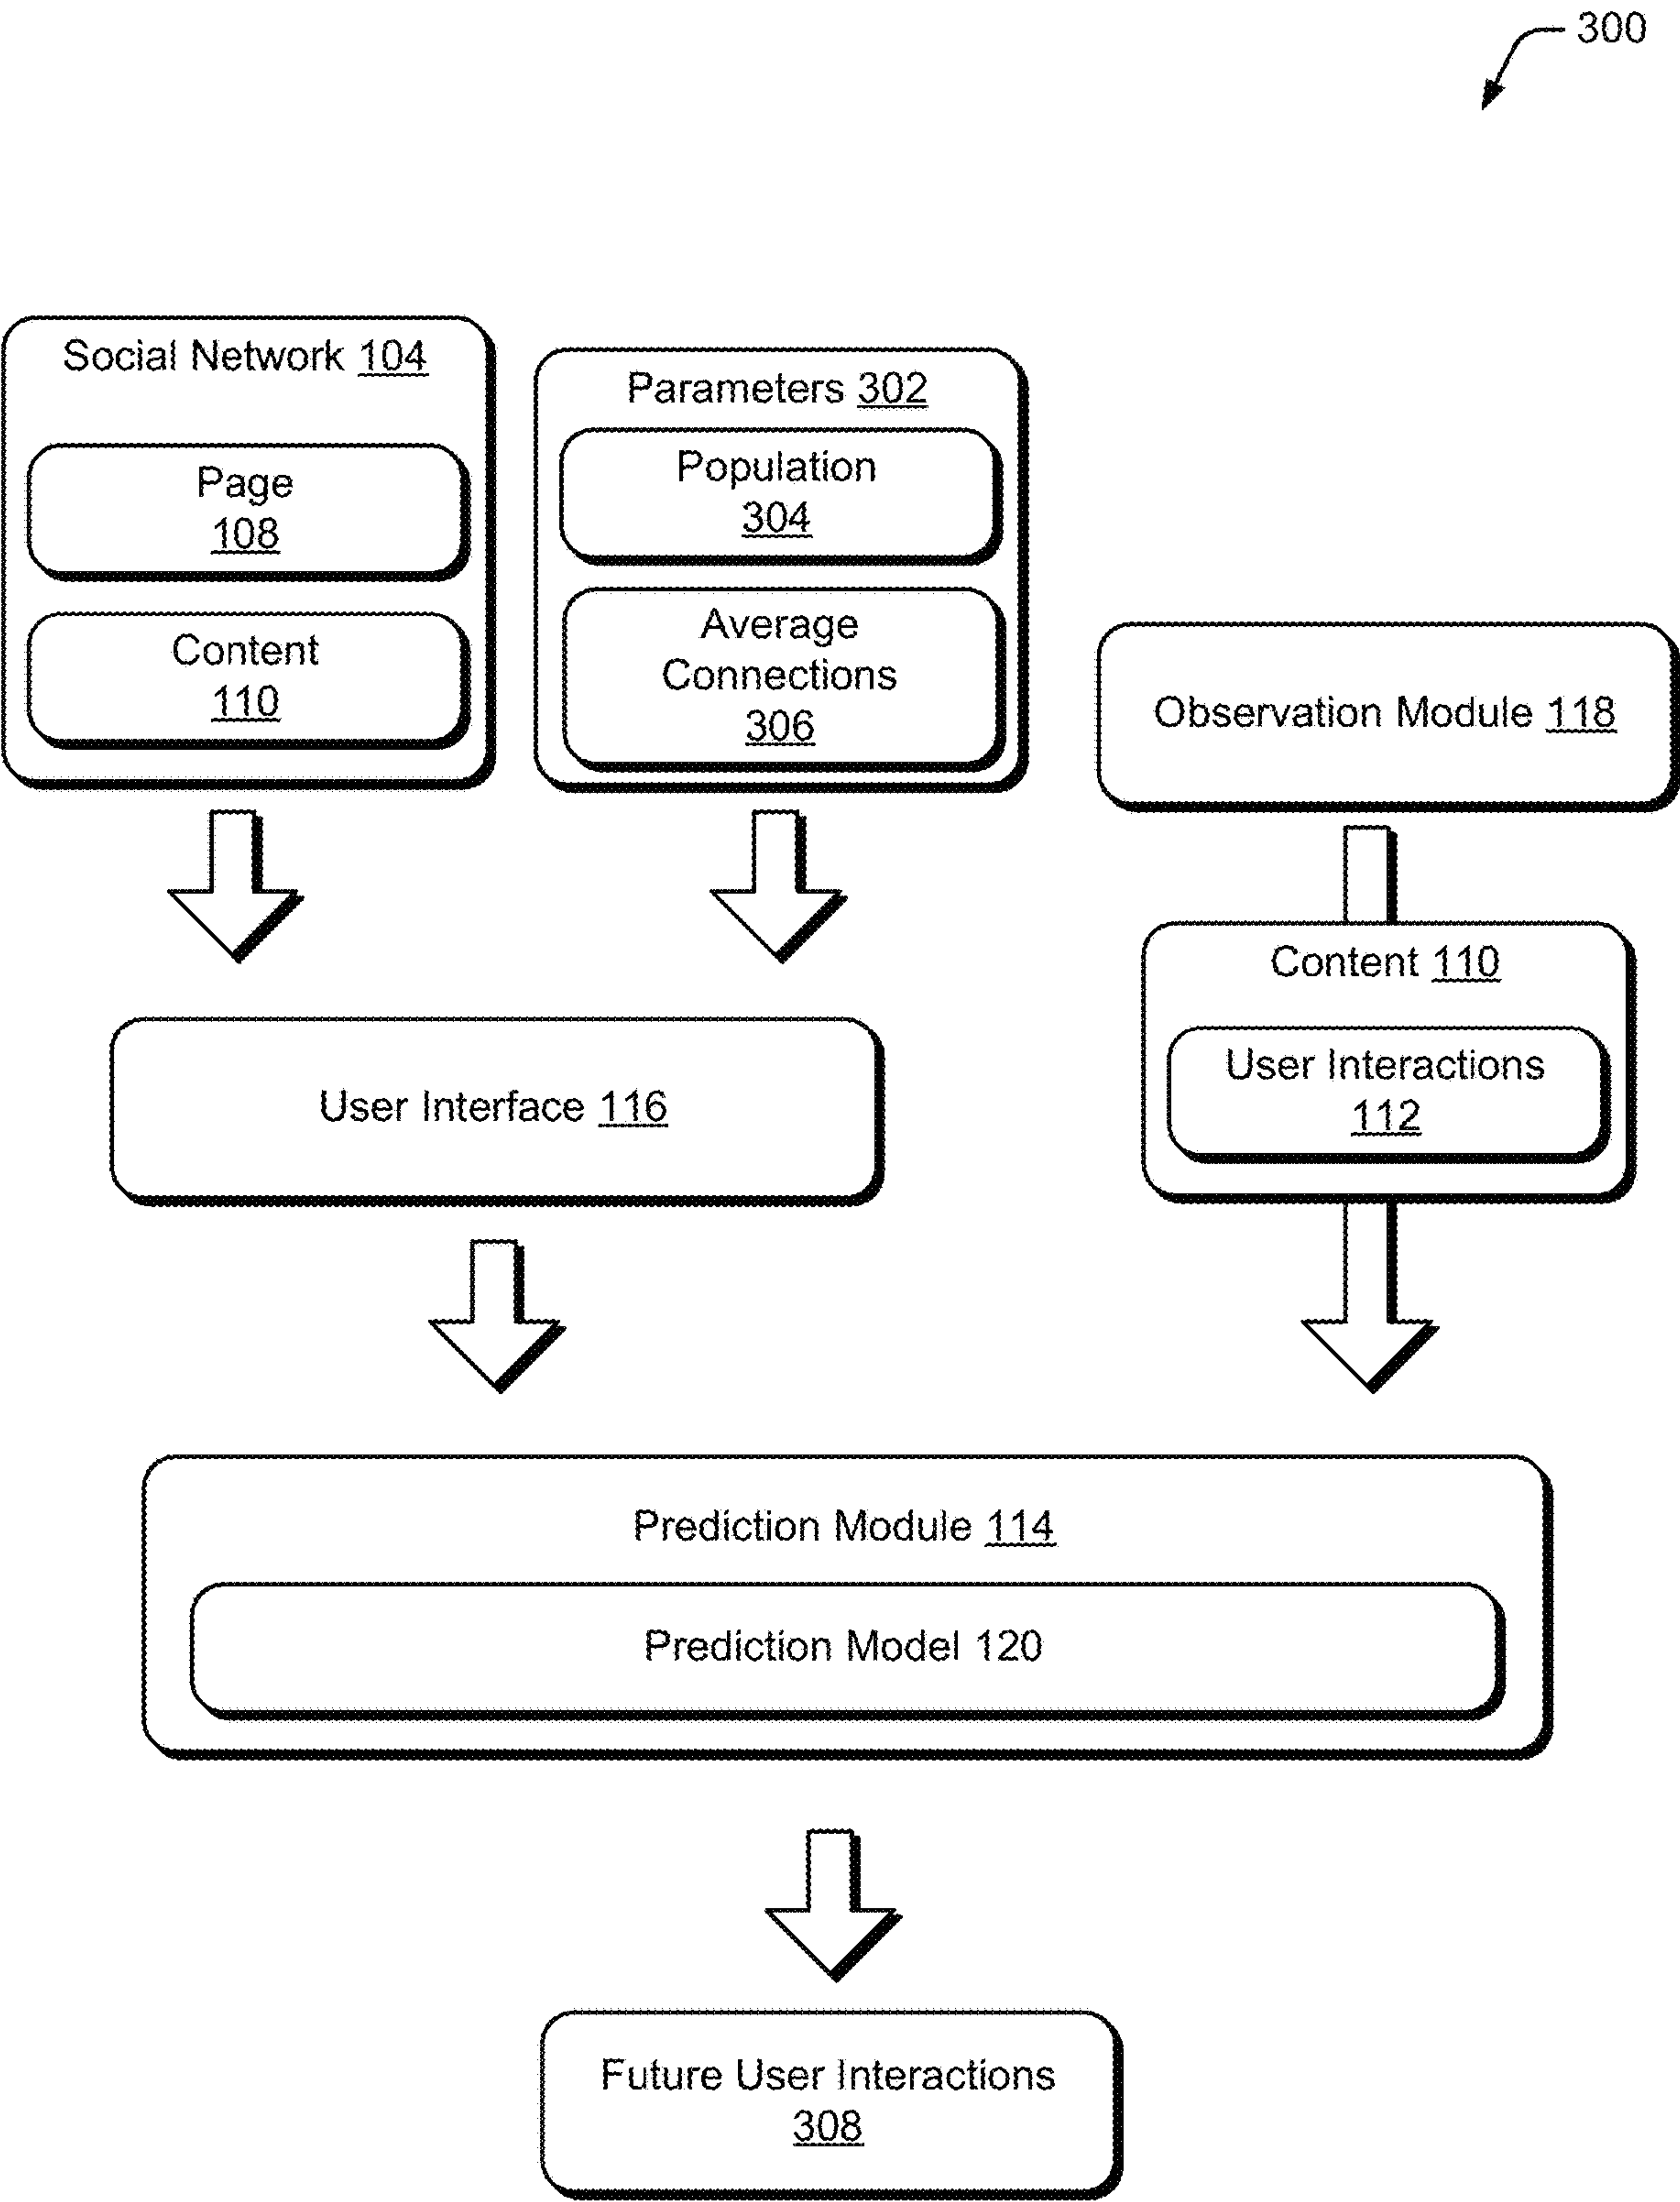 300
Social Network 104
Page
108
Content
110
Parameters 302
Population
304
Average
Connections
306
Observation Module 118
Content 110
User Interactions
112
User Interface 116
Prediction Module 114
Prediction Model 120
Future User Interactions
308